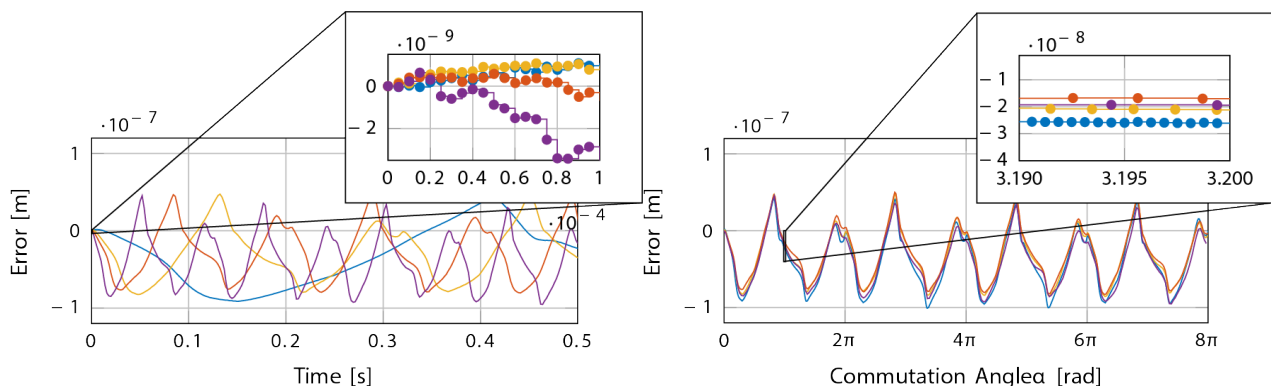 ·10⁻⁹
0
−2
0 0.2 0.4 0.6 0.8 1
·10⁻⁴
·10⁻⁷
1
0
−1
Error [m]
0 0.1 0.2 0.3 0.4 0.5
Time [s]
·10⁻⁸
−1
−2
−3
−4
3.190 3.195 3.200
·10⁻⁷
1
0
−1
Error [m]
0 2π 4π 6π 8π
Commutation Angleα [rad]